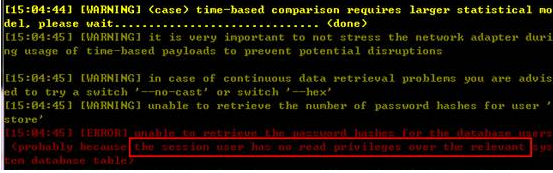 [15:04:44] [WARNING] (case) time-based comparison requires larger statistical mo
del, please wait............................. (done)
[15:04:45] [WARNING] it is very important to not stress the network adapter duri
ng usage of time-based payloads to prevent potential disruptions
[15:04:45] [WARNING] in case of continuous data retrieval problems you are advis
ed to try a switch '--no-cast' or switch '--hex'
[15:04:45] [WARNING] unable to retrieve the number of password hashes for user '
store'
[15:04:45] [ERROR] unable to retrieve the password hashes for the database users
(probably because the session user has no read privileges over the relevant sys
tem database table)